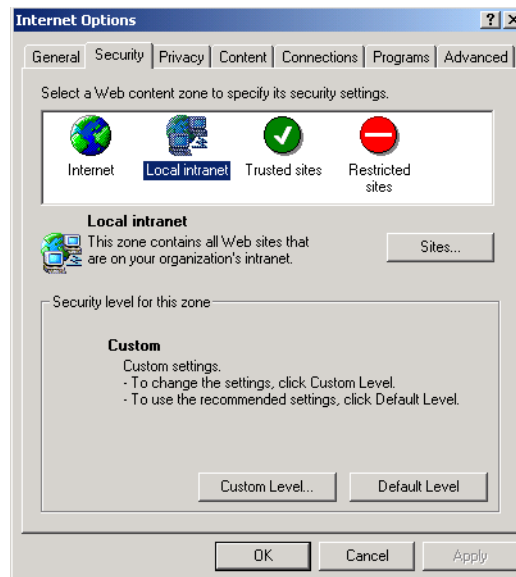 Internet Options
? X
General Security Privacy Content Connections Programs Advanced
Select a Web content zone to specify its security settings.
Internet Local intranet Trusted sites Restricted
sites
Local intranet
This zone contains all Web sites that
are on your organization's intranet.
Sites...
Security level for this zone
Custom
Custom settings.
- To change the settings, click Custom Level.
- To use the recommended settings, click Default Level.
Custom Level... Default Level
OK Cancel Apply